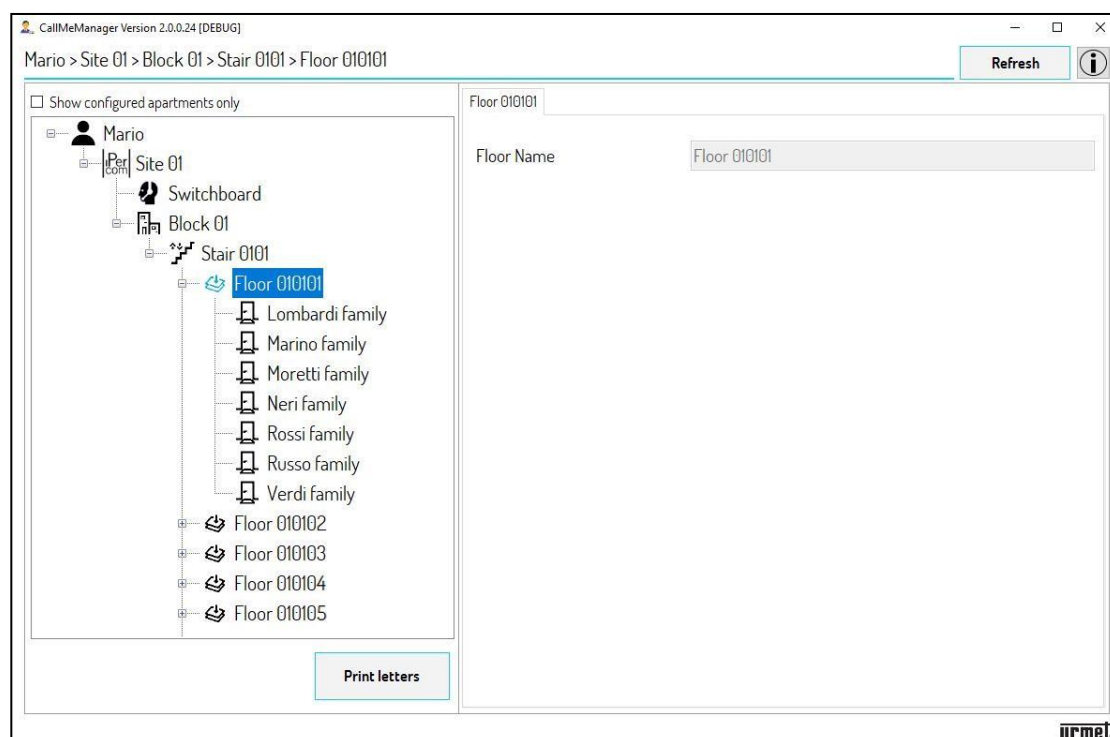 CallMeManager Version 2.0.0.24 [DEBUG]
Mario > Site 01 > Block 01 > Stair 0101 > Floor 010101
Refresh
Show configured apartments only
Mario
iPer
com
Site 01
Switchboard
Block 01
Stair 0101
Floor 010101
Lombardi family
Marino family
Moretti family
Neri family
Rossi family
Russo family
Verdi family
Floor 010102
Floor 010103
Floor 010104
Floor 010105
Print letters
Floor 010101
Floor Name
Floor 010101
urmet